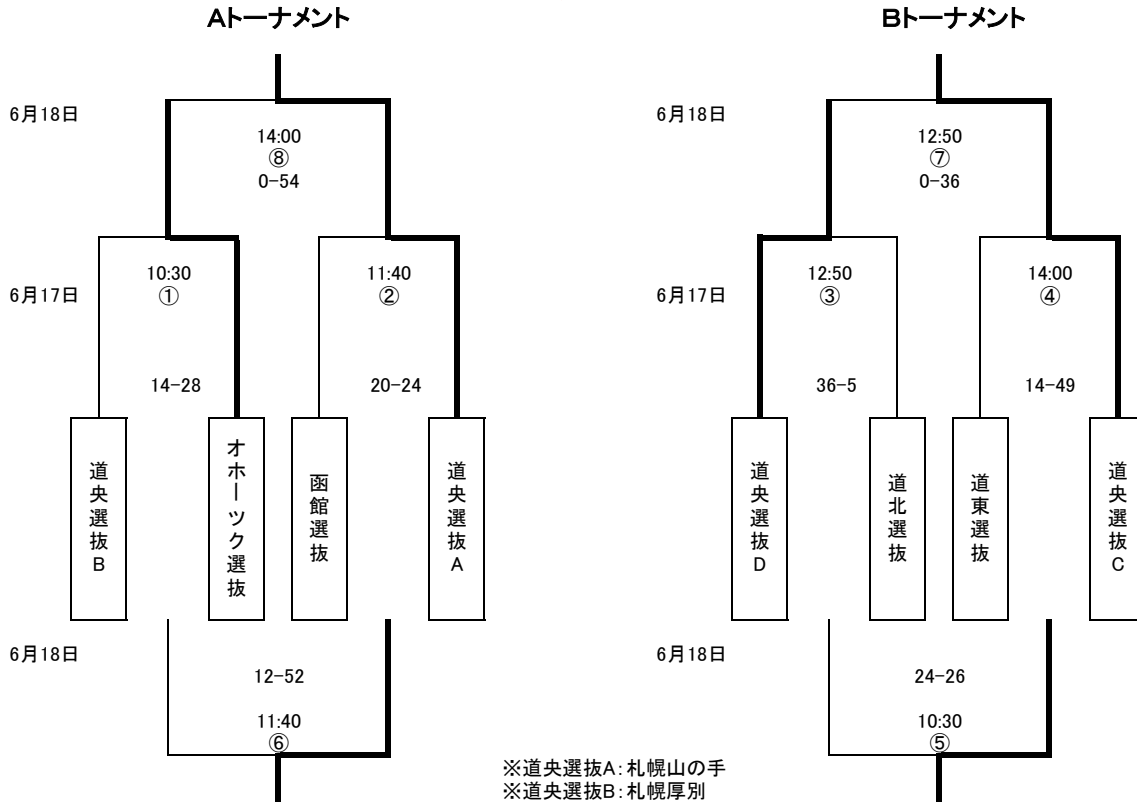 Aトーナメント
Bトーナメント
6月18日
14:00
⑧
0-54
6月18日
12:50
⑦
0-36
6月17日
10:30
①
14-28
11:40
②
20-24
6月17日
12:50
③
36-5
14:00
④
14-49
道央選抜B
オホーツク選抜
函館選抜
道央選抜A
道央選抜D
道北選抜
道東選抜
道央選抜C
6月18日
12-52
11:40
⑥
6月18日
24-26
10:30
⑤
※道央選抜A:札幌山の手
※道央選抜B:札幌厚別